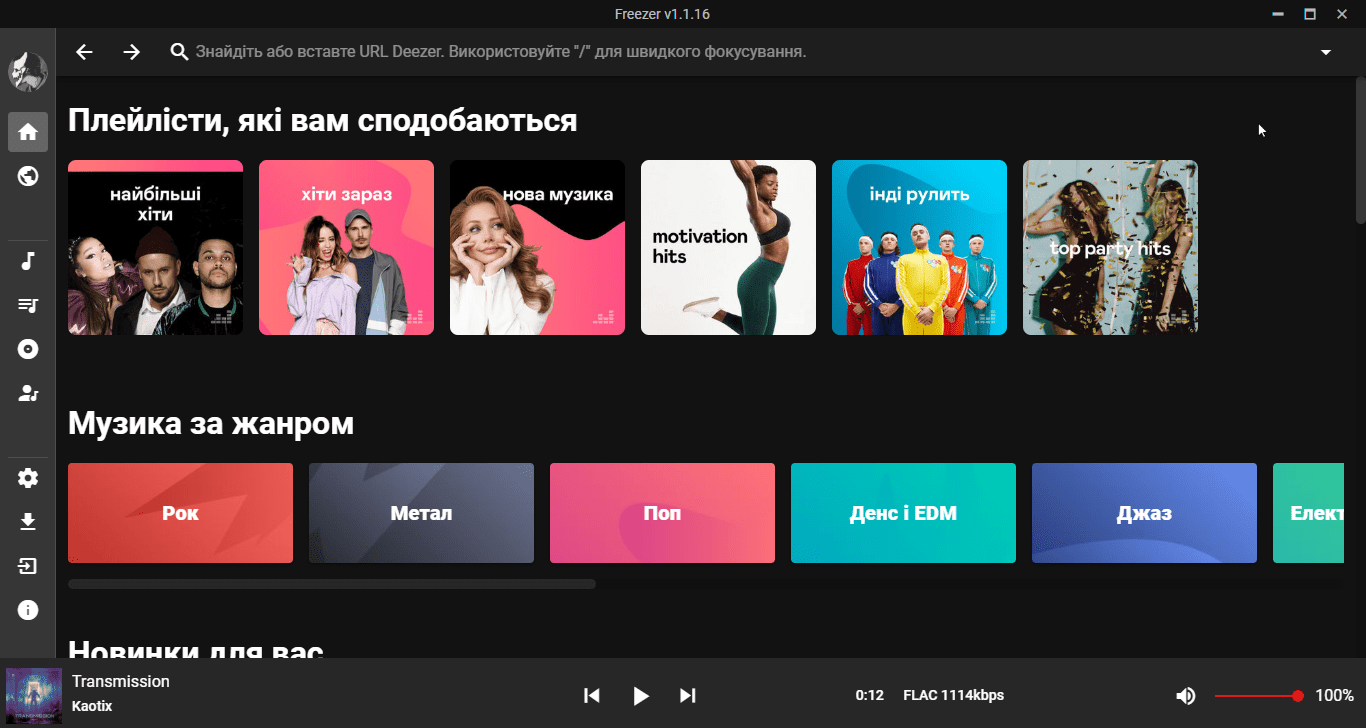 Freezer v1.1.16
Знайдіть або вставте URL Deezer. Використовуйте "/" для швидкого фокусування.
Плейлісти, які вам сподобаються
найбільші
хіти
хіти зараз
нова музика
motivation
hits
інді рулить
top party hits
Музика за жанром
Рок
Метал
Поп
Денс і EDM
Джаз
Елект
Новинки для вас
Transmission
Kaotix
0:12
FLAC 1114kbps
100%
TRANSMISSION